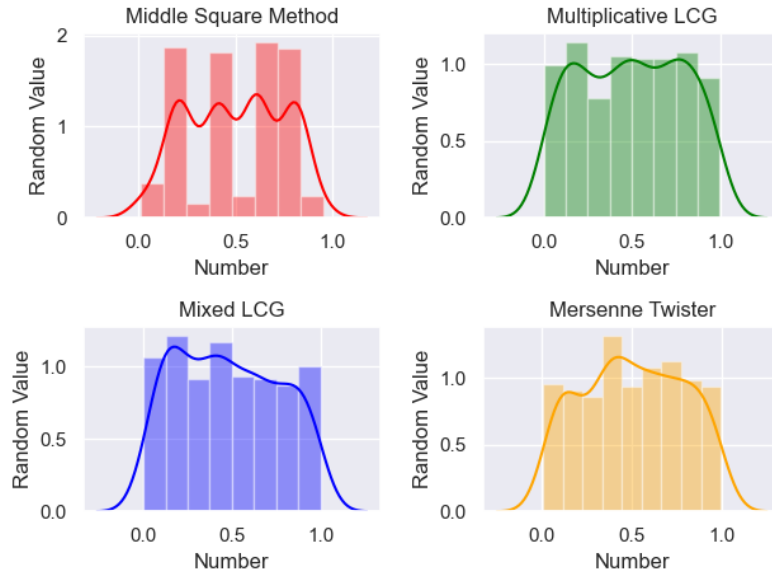 Middle Square Method
Random Value
2
1
0
0.0 0.5 1.0
Number
Multiplicative LCG
Random Value
1.0
0.5
0.0
0.0 0.5 1.0
Number
Mixed LCG
Random Value
1.0
0.5
0.0
0.0 0.5 1.0
Number
Mersenne Twister
Random Value
1.0
0.5
0.0
0.0 0.5 1.0
Number